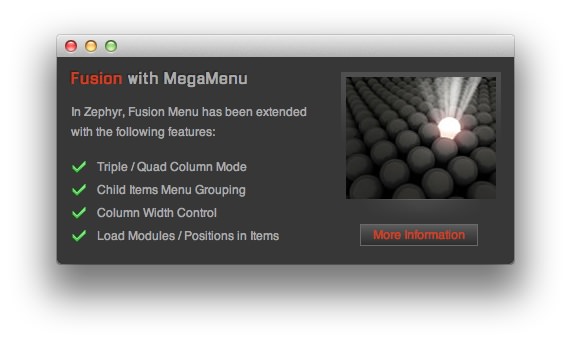 Fusion with MegaMenu
In Zephyr, Fusion Menu has been extended
with the following features:
Triple / Quad Column Mode
Child Items Menu Grouping
Column Width Control
Load Modules / Positions in Items
More Information